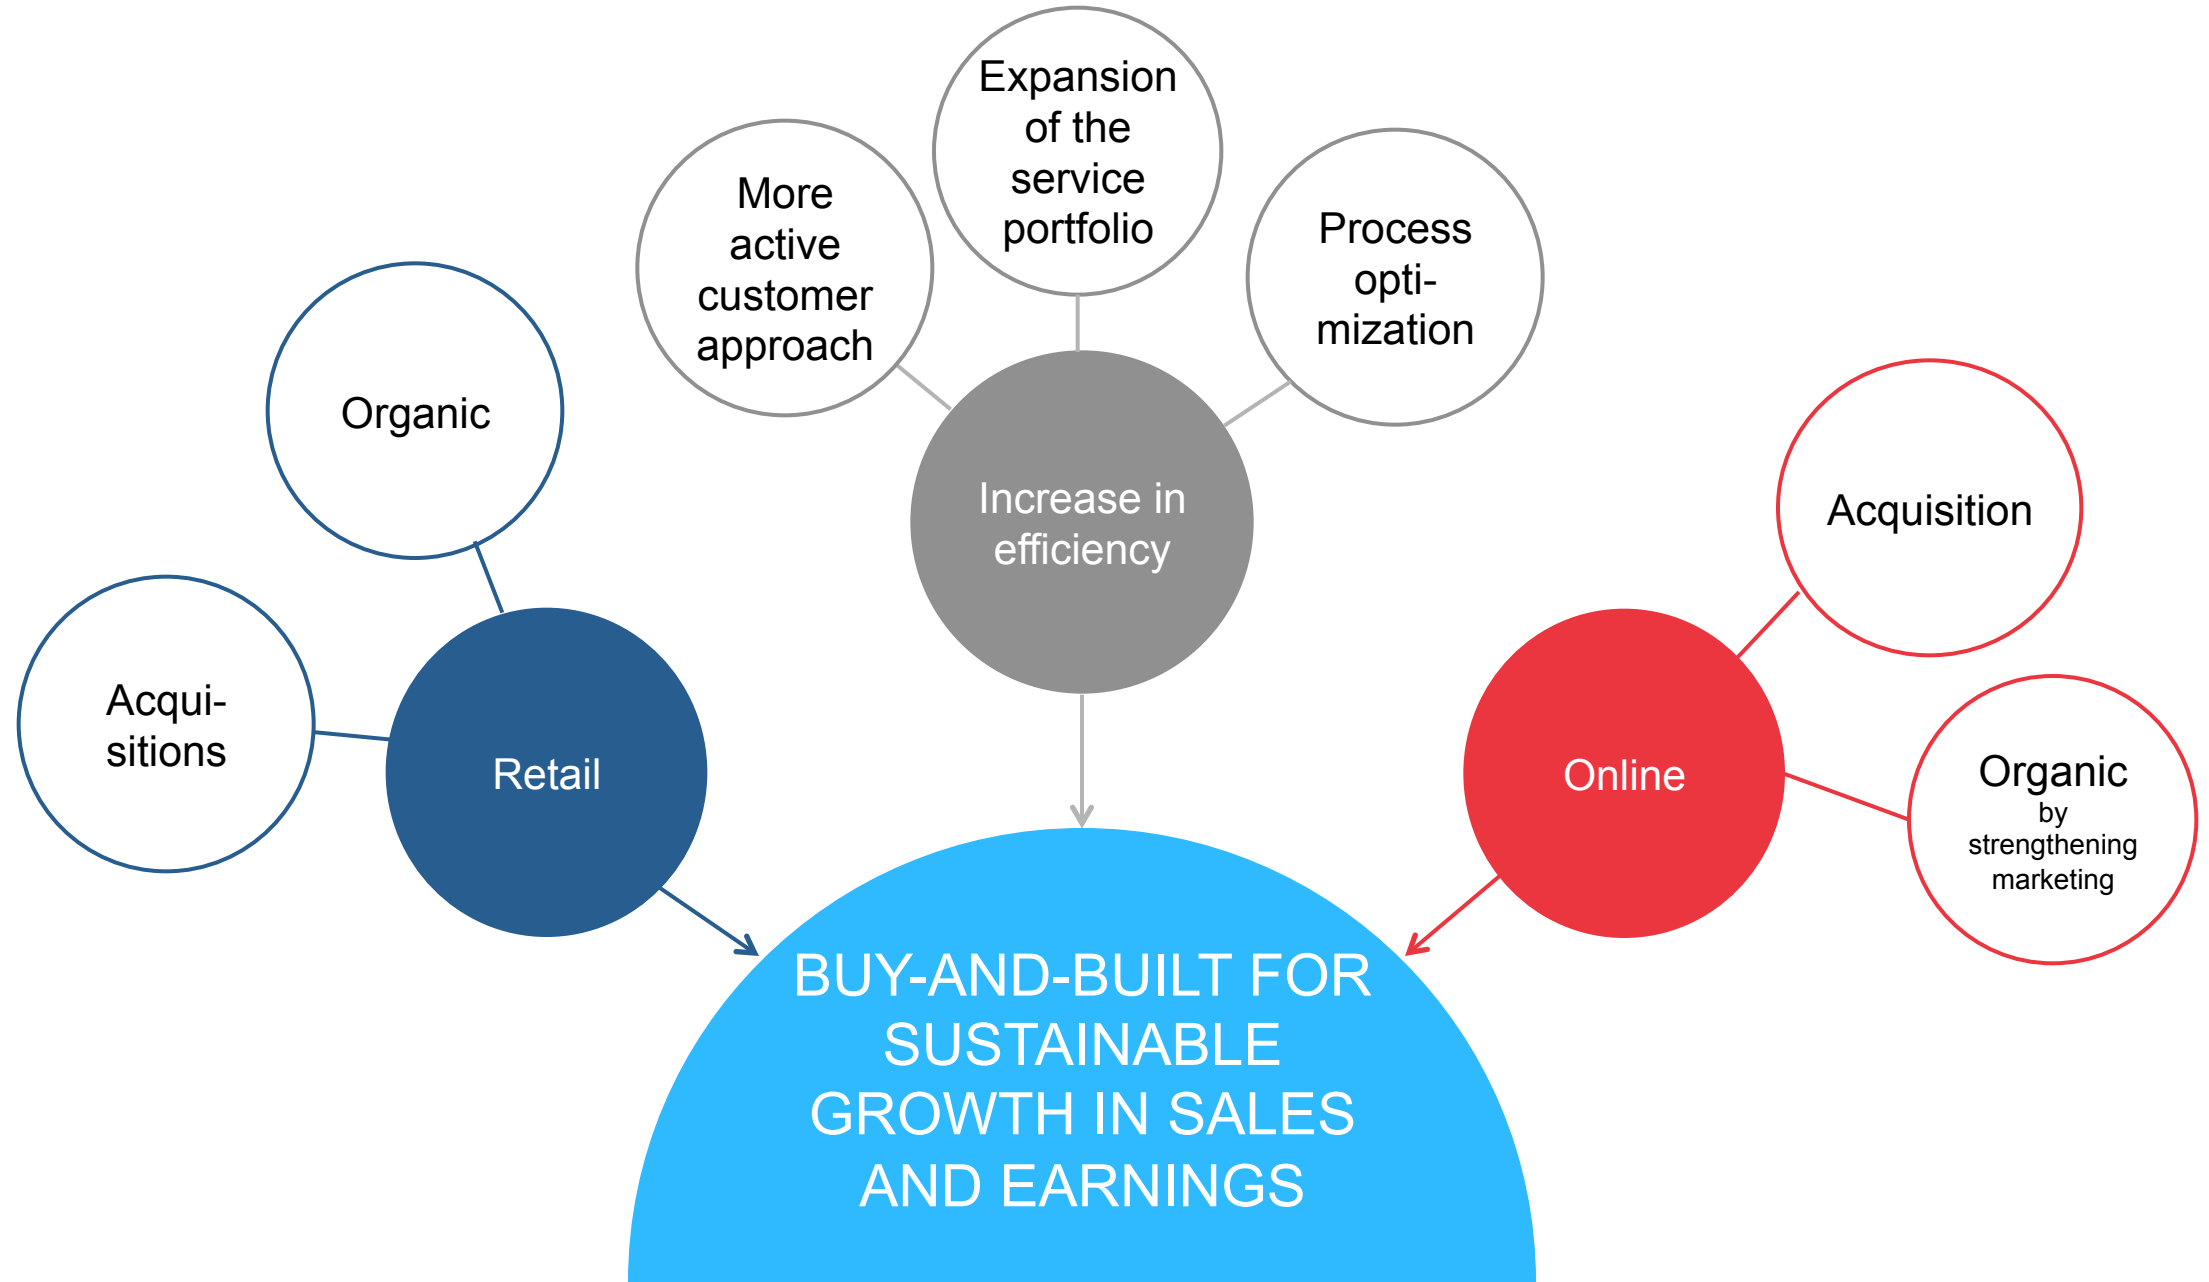 Expansion
of the
service
portfolio
More
active
customer
approach
Process
opti-
mization
Organic
Increase in
efficiency
Acquisition
Acqui-
sitions
Retail
Online
Organic
by
strengthening
marketing
BUY-AND-BUILT FOR
SUSTAINABLE
GROWTH IN SALES
AND EARNINGS